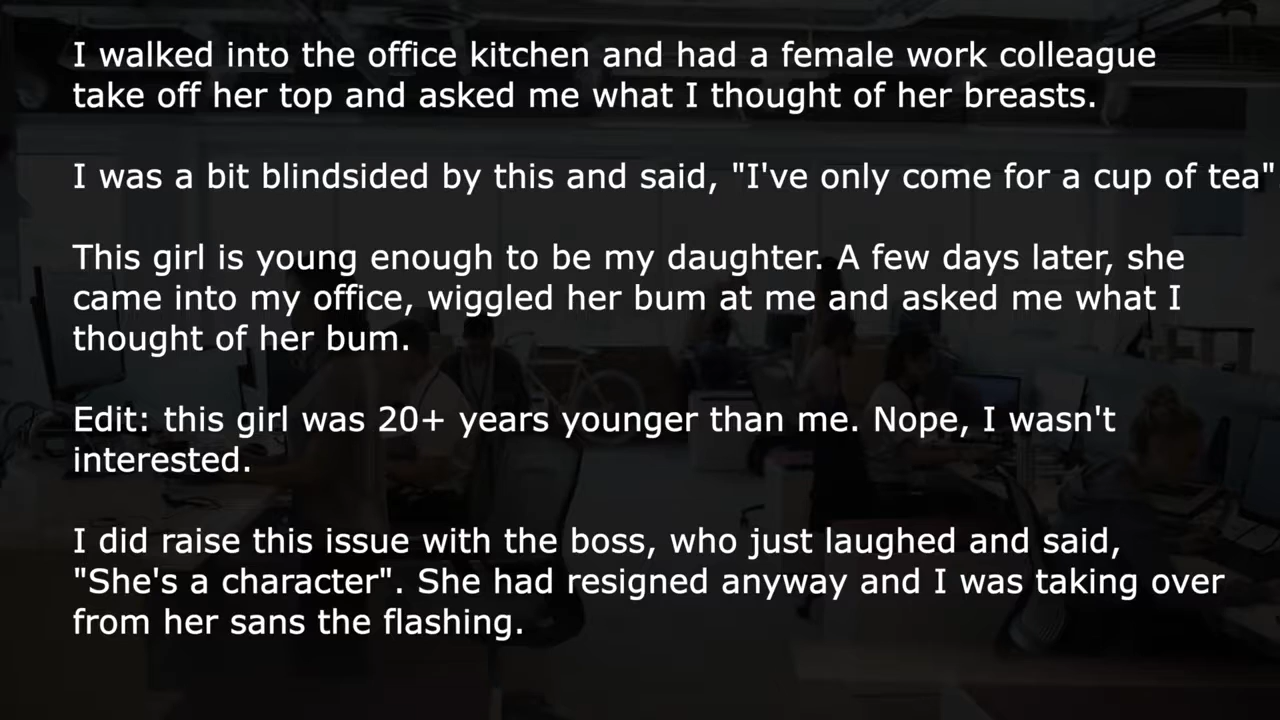 I walked into the office kitchen and had a female work colleague
take off her top and asked me what I thought of her breasts.
I was a bit blindsided by this and said, "I've only come for a cup of tea"
This girl is young enough to be my daughter. A few days later, she
came into my office, wiggled her bum at me and asked me what I
thought of her bum.
Edit: this girl was 20+ years younger than me. Nope, I wasn't
interested.
I did raise this issue with the boss, who just laughed and said,
"She's a character". She had resigned anyway and I was taking over
from her sans the flashing.